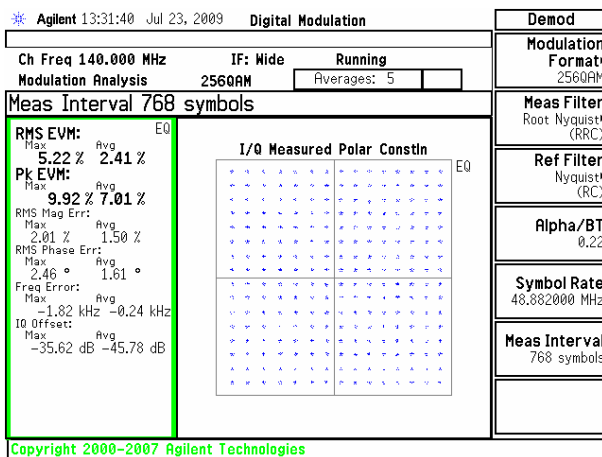 Agilent 13:31:40 Jul 23, 2009 Digital Modulation
Ch Freq 140.000 MHz IF: Wide Running
Modulation Analysis 256QAM Averages: 5
Meas Interval 768 symbols
EQ
RMS EVM:
Max Avg
5.22 % 2.41 %
Pk EVM:
Max Avg
9.92 % 7.01 %
RMS Mag Err:
Max Avg
2.01 % 1.50 %
RMS Phase Err:
Max Avg
2.46 ° 1.61 °
Freq Error:
Max Avg
-1.82 kHz -0.24 kHz
IQ Offset:
Max Avg
-35.62 dB -45.78 dB
I/Q Measured Polar Constln
EQ
Demod
Modulation
Format
256QAM
Meas Filter
Root Nyquist
(RRC)
Ref Filter
Nyquist
(RC)
Alpha/BT
0.22
Symbol Rate
48.882000 MHz
Meas Interval
768 symbols
Copyright 2000-2007 Agilent Technologies